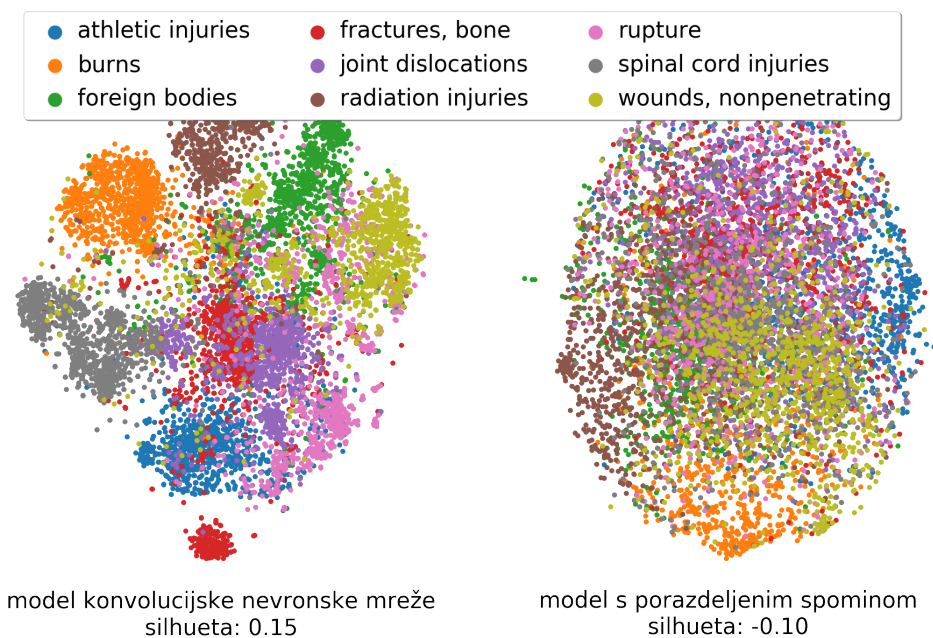 athletic injuries
burns
foreign bodies
fractures, bone
joint dislocations
radiation injuries
rupture
spinal cord injuries
wounds, nonpenetrating
model konvolucijske nevronske mreže
silhueta: 0.15
model s porazdeljenim spominom
silhueta: -0.10